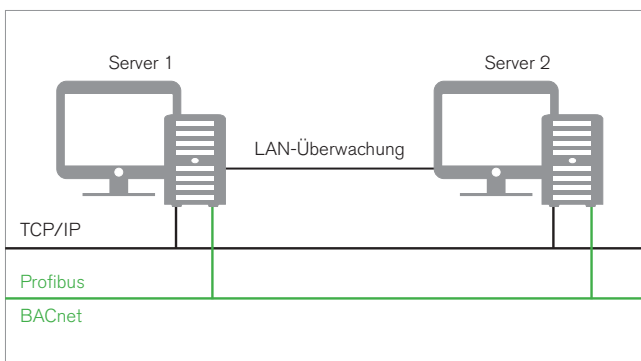 Server 1
Server 2
LAN-Überwachung
TCP/IP
Profibus
BACnet